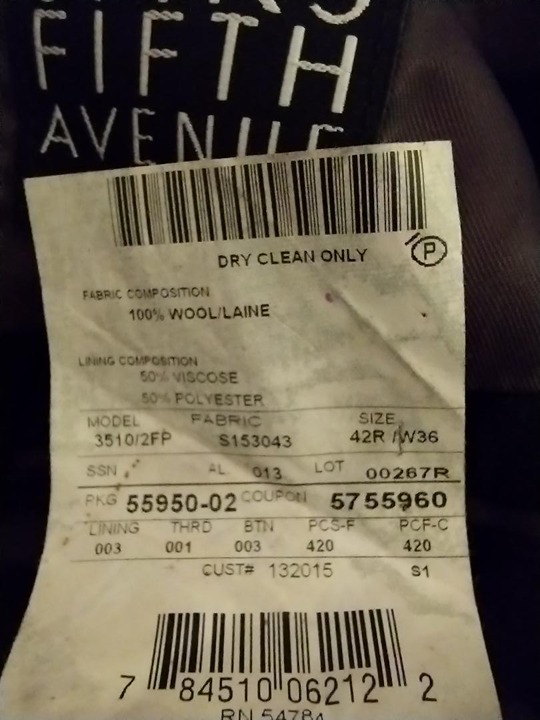 FIFTH
AVENUE
DRY CLEAN ONLY P
FABRIC COMPOSITION
100% WOOL/LAINE
LINING COMPOSITION
50% VISCOSE
50% POLYESTER
MODEL FABRIC SIZE
3510/2FP S153043 42R /W36
SSN AL 013 LOT 00267R
PKG 55950-02 COUPON 5755960
LINING THRD BTN PCS-F PCF-C
003 001 003 420 420
CUST# 132015 S1
7 84510 06212 2
RN 54784